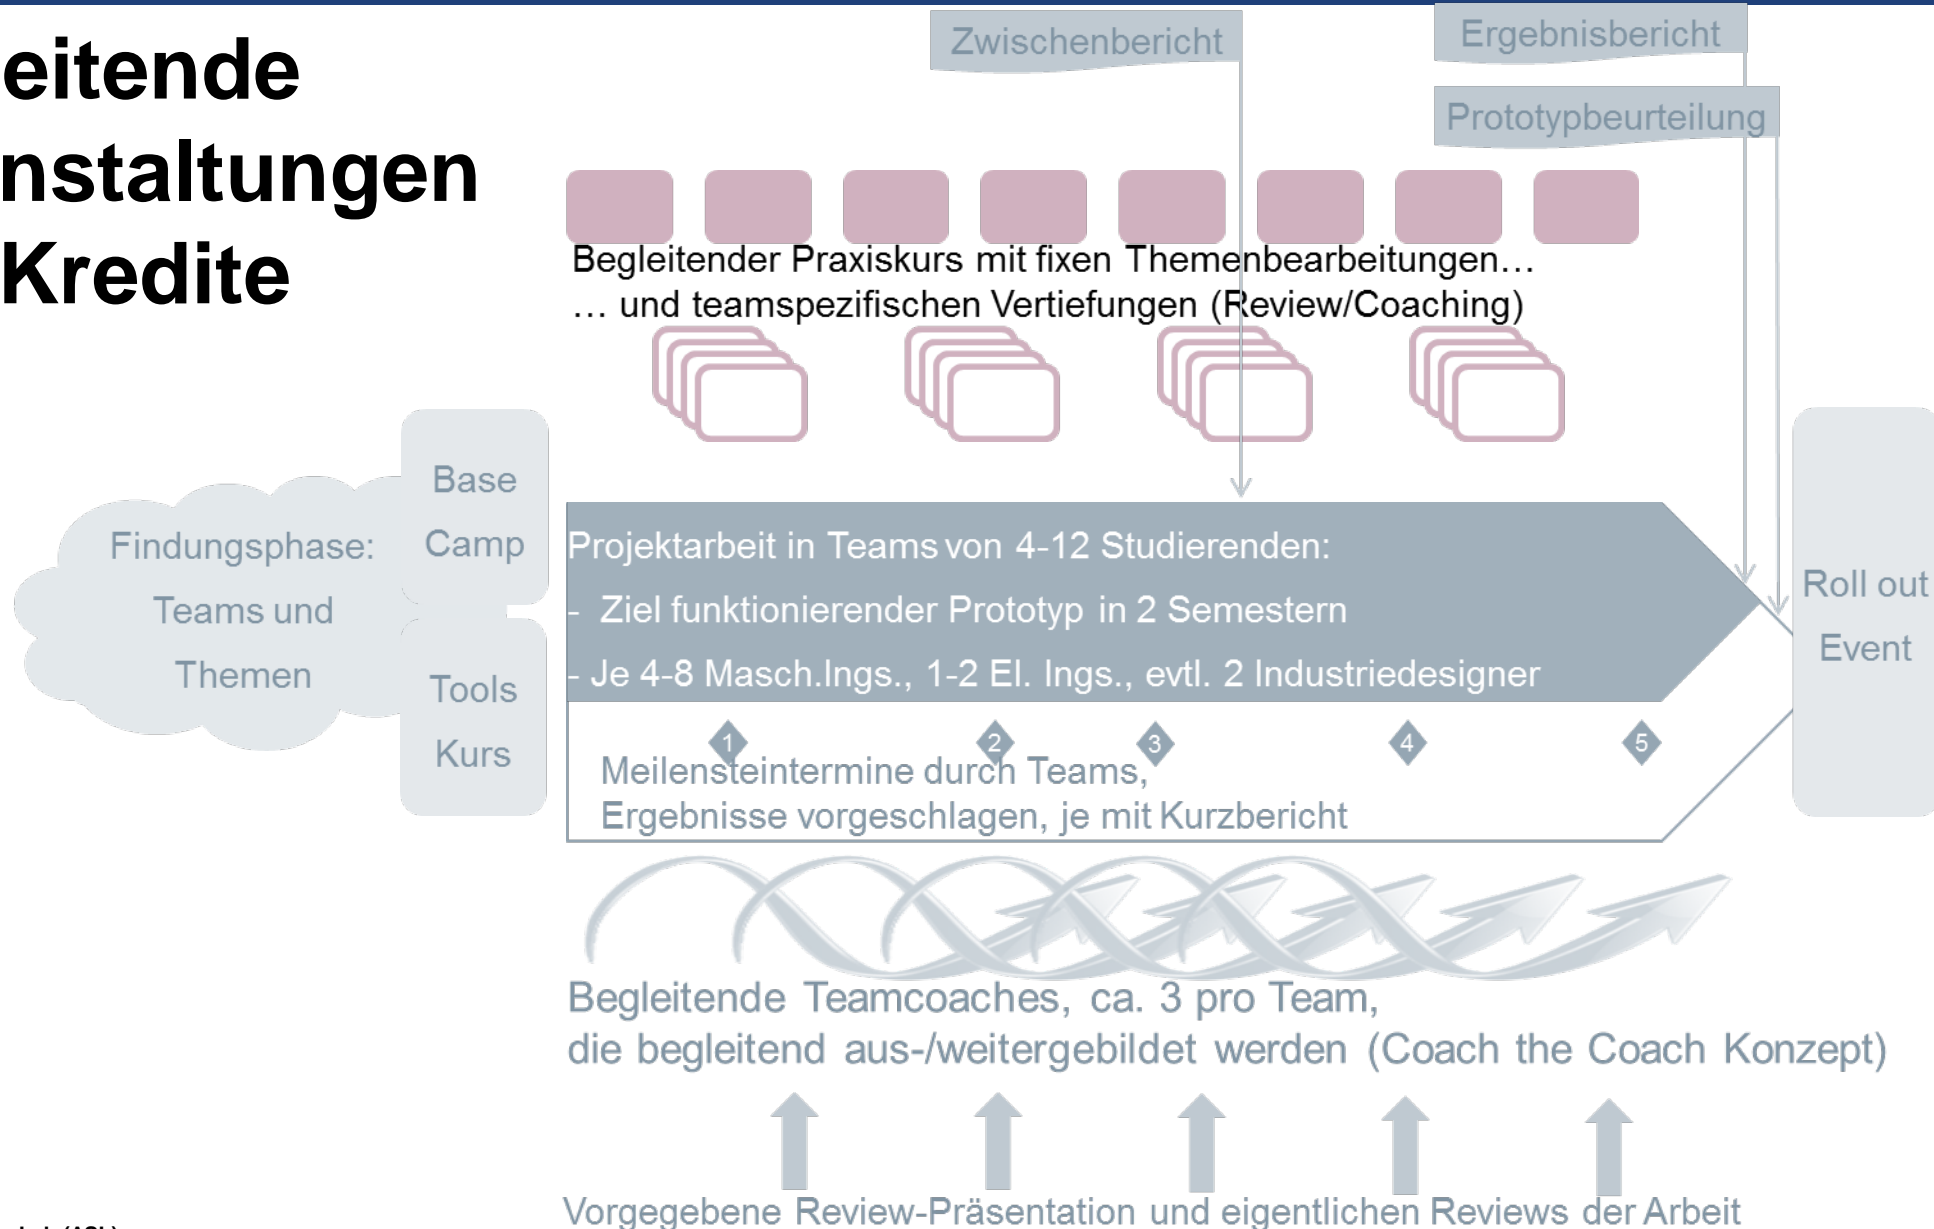 eitende
nstaltungen
Kredite
Zwischenbericht
Ergebnisbericht
Prototypbeurteilung
Begleitender Praxiskurs mit fixen Themenbearbeitungen…
… und teamspezifischen Vertiefungen (Review/Coaching)
Findungsphase:
Teams und
Themen
Base
Camp
Tools
Kurs
Projektarbeit in Teams von 4-12 Studierenden:
- Ziel funktionierender Prototyp in 2 Semestern
- Je 4-8 Masch.Ings., 1-2 El. Ings., evtl. 2 Industriedesigner
1 2 3 4 5
Meilensteintermine durch Teams,
Ergebnisse vorgeschlagen, je mit Kurzbericht
Roll out
Event
Begleitende Teamcoaches, ca. 3 pro Team,
die begleitend aus-/weitergebildet werden (Coach the Coach Konzept)
Vorgegebene Review-Präsentation und eigentlichen Reviews der Arbeit